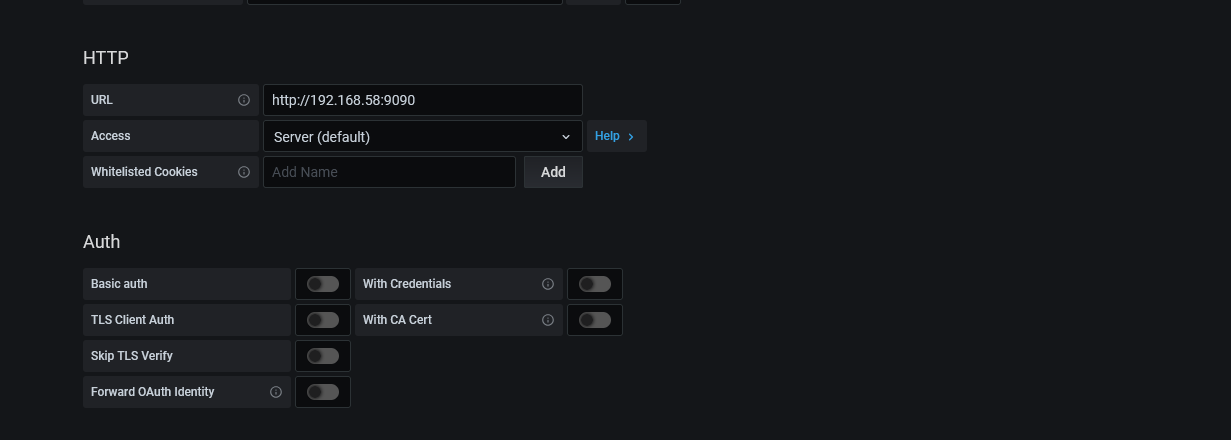 HTTP
URL
http://192.168.58:9090
Access
Server (default)
Help
Whitelisted Cookies
Add Name
Add
Auth
Basic auth
With Credentials
TLS Client Auth
With CA Cert
Skip TLS Verify
Forward OAuth Identity